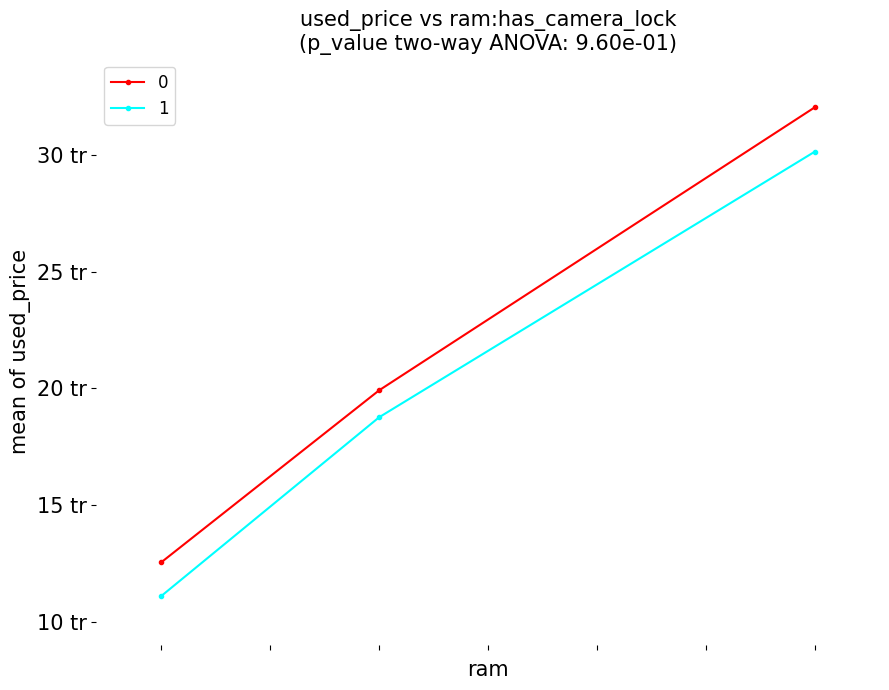 used_price vs ram:has_camera_lock
(p_value two-way ANOVA: 9.60e-01)
0
1
30 tr
25 tr
20 tr
15 tr
10 tr
mean of used_price
ram